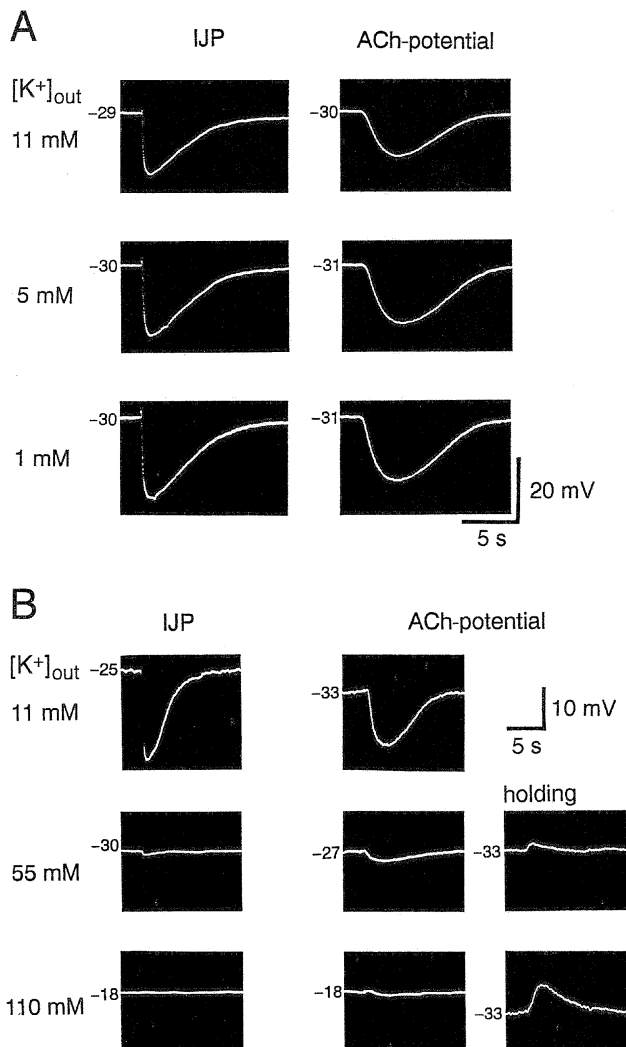 A
IJP ACh-potential
[K+]out
11 mM
−29 −30
5 mM
−30 −31
1 mM
−30 −31
20 mV
5 s
B
IJP ACh-potential
[K+]out
11 mM
−25 −33
10 mV
5 s
holding
55 mM
−30 −27 −33
110 mM
−18 −18 −33